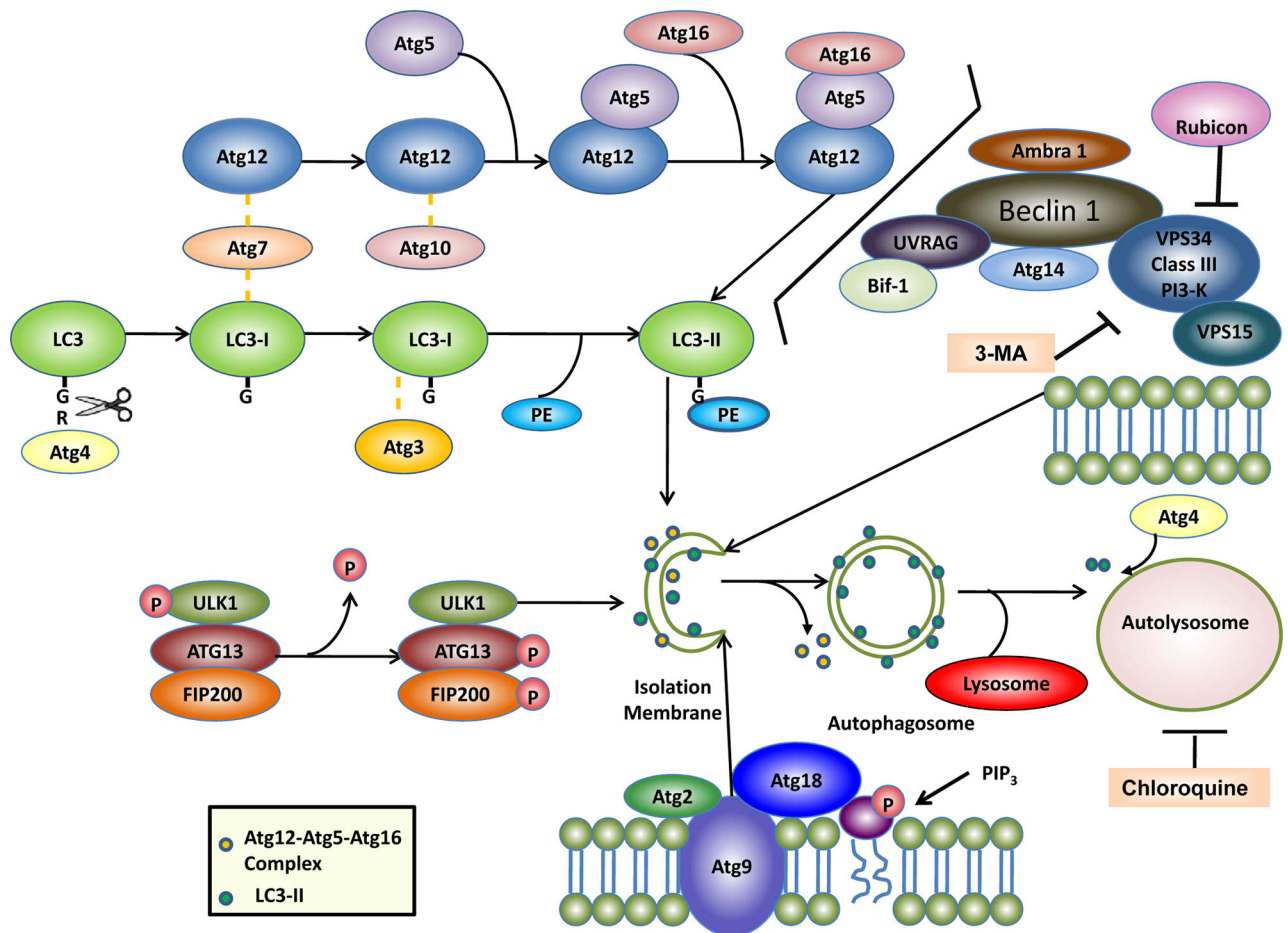 Atg5
Atg16
Atg16
Atg5
Atg5
Atg12
Atg12
Atg12
Atg12
Atg7
Atg10
LC3
LC3-I
LC3-I
LC3-II
G
R
G
G
G
PE
PE
Atg4
Atg3
Rubicon
Ambra 1
Beclin 1
UVRAG
Bif-1
Atg14
VPS34
Class III
PI3-K
VPS15
3-MA
Atg4
P
P
ULK1
ULK1
ATG13
ATG13
P
FIP200
FIP200
P
Isolation
Membrane
Autophagosome
Lysosome
Autolysosome
Chloroquine
Atg2
Atg18
P
PIP3
Atg9
Atg12-Atg5-Atg16
Complex
LC3-II